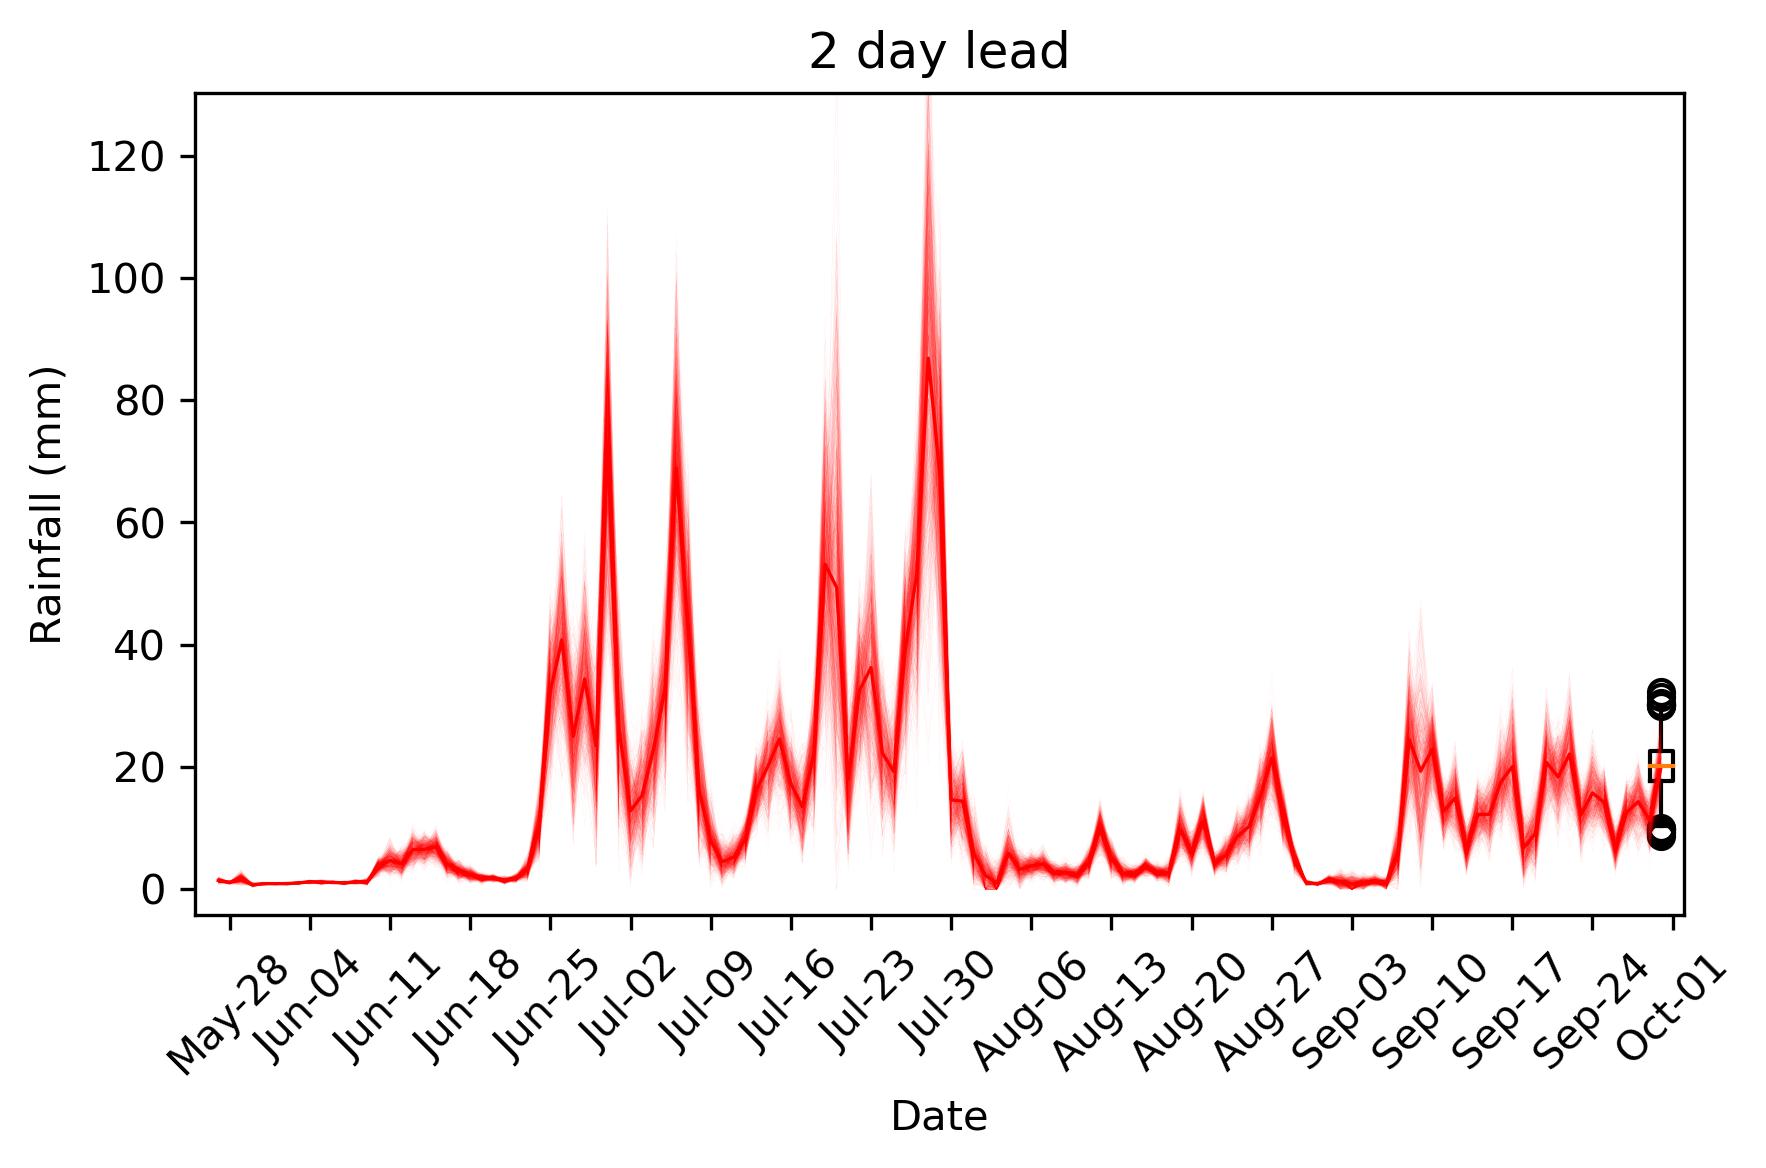 2 day lead
Rainfall (mm)
120
100
80
60
40
20
0
May-28
Jun-04
Jun-11
Jun-18
Jun-25
Jul-02
Jul-09
Jul-16
Jul-23
Jul-30
Aug-06
Aug-13
Aug-20
Aug-27
Sep-03
Sep-10
Sep-17
Sep-24
Oct-01
Date